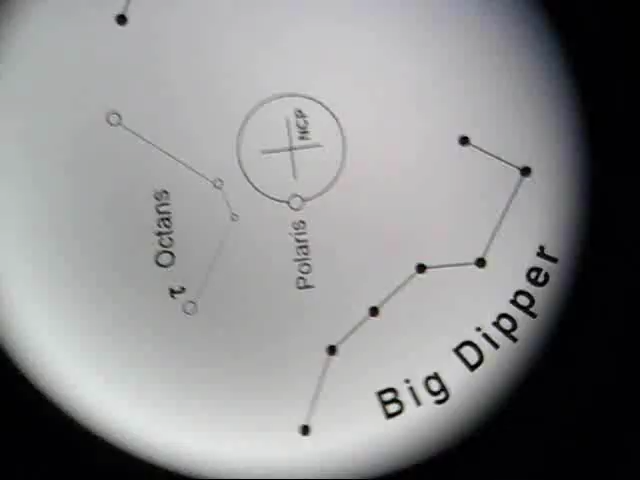 NCP
τ Octans
Polaris
Big Dipper